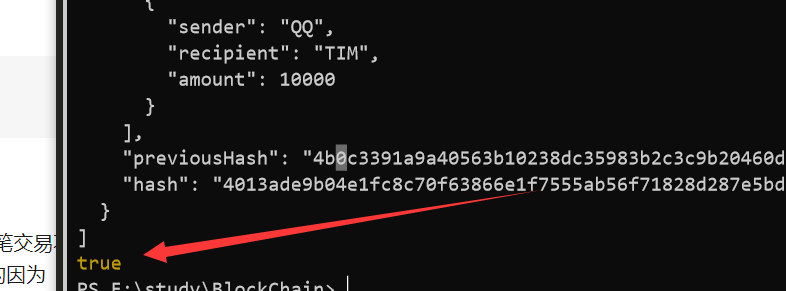 {
"sender": "QQ",
"recipient": "TIM",
"amount": 10000
}
],
"previousHash": "4b0c3391a9a40563b10238dc35983b2c3c9b20460d
"hash": "4013ade9b04e1fc8c70f63866e1f7555ab56f71828d287e5bd
}
]
笔交易
true
的因为
PS E:\study\BlockChain>